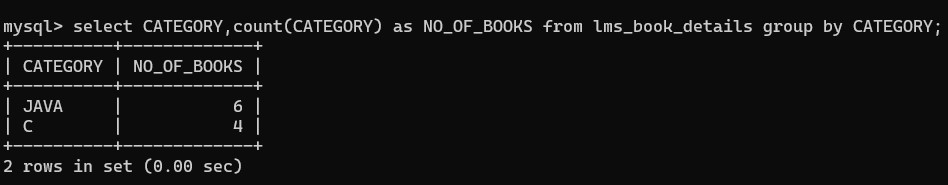 mysql> select CATEGORY,count(CATEGORY) as NO_OF_BOOKS from lms_book_details group by CATEGORY;
+----------+-------------+
| CATEGORY | NO_OF_BOOKS |
+----------+-------------+
| JAVA     |           6 |
| C        |           4 |
+----------+-------------+
2 rows in set (0.00 sec)